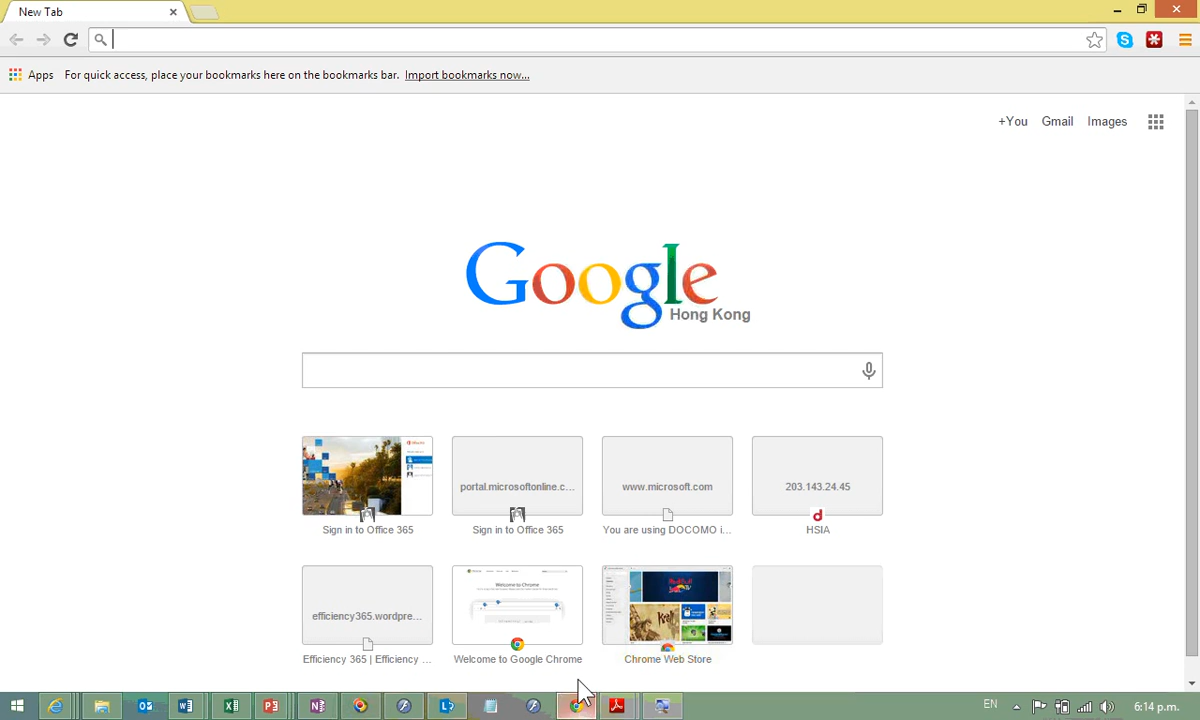 New Tab
Apps For quick access, place your bookmarks here on the bookmarks bar. Import bookmarks now...
+You Gmail Images
Google
Hong Kong
portal.microsoftonline.c...
www.microsoft.com
203.143.24.45
Sign in to Office 365
Sign in to Office 365
You are using DOCOMO i...
HSIA
efficiency365.wordpre...
Welcome to Chrome
Efficiency 365 | Efficiency ...
Welcome to Google Chrome
Chrome Web Store
EN
6:14 p.m.